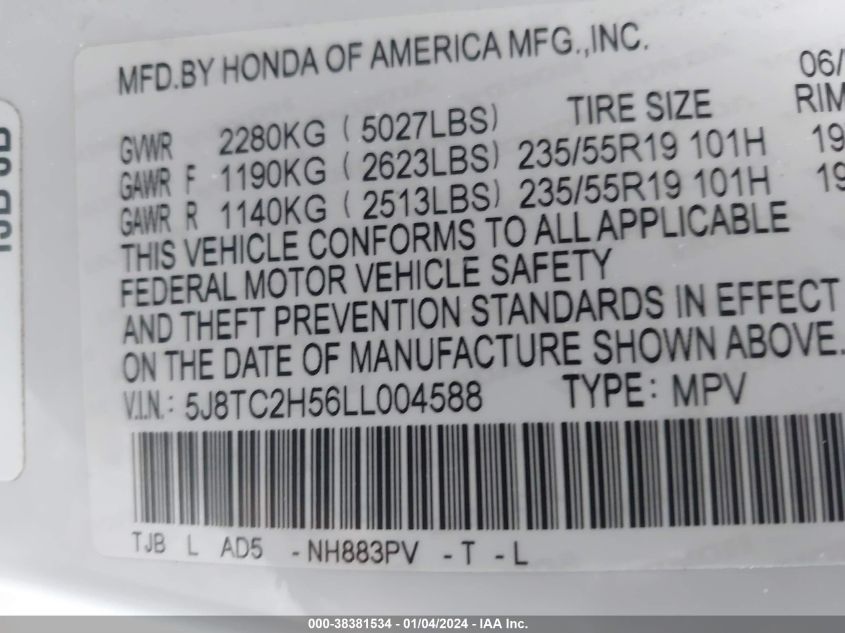 MFD.BY HONDA OF AMERICA MFG.,INC.
06/
GVWR 2280KG ( 5027LBS) TIRE SIZE RIM
GAWR F 1190KG ( 2623LBS) 235/55R19 101H 19
GAWR R 1140KG ( 2513LBS) 235/55R19 101H 19
THIS VEHICLE CONFORMS TO ALL APPLICABLE
FEDERAL MOTOR VEHICLE SAFETY
AND THEFT PREVENTION STANDARDS IN EFFECT
ON THE DATE OF MANUFACTURE SHOWN ABOVE.
V.I.N.: 5J8TC2H56LL004588 TYPE: MPV
TJB L AD5 -NH883PV -T -L
000-38381534 - 01/04/2024 - IAA Inc.